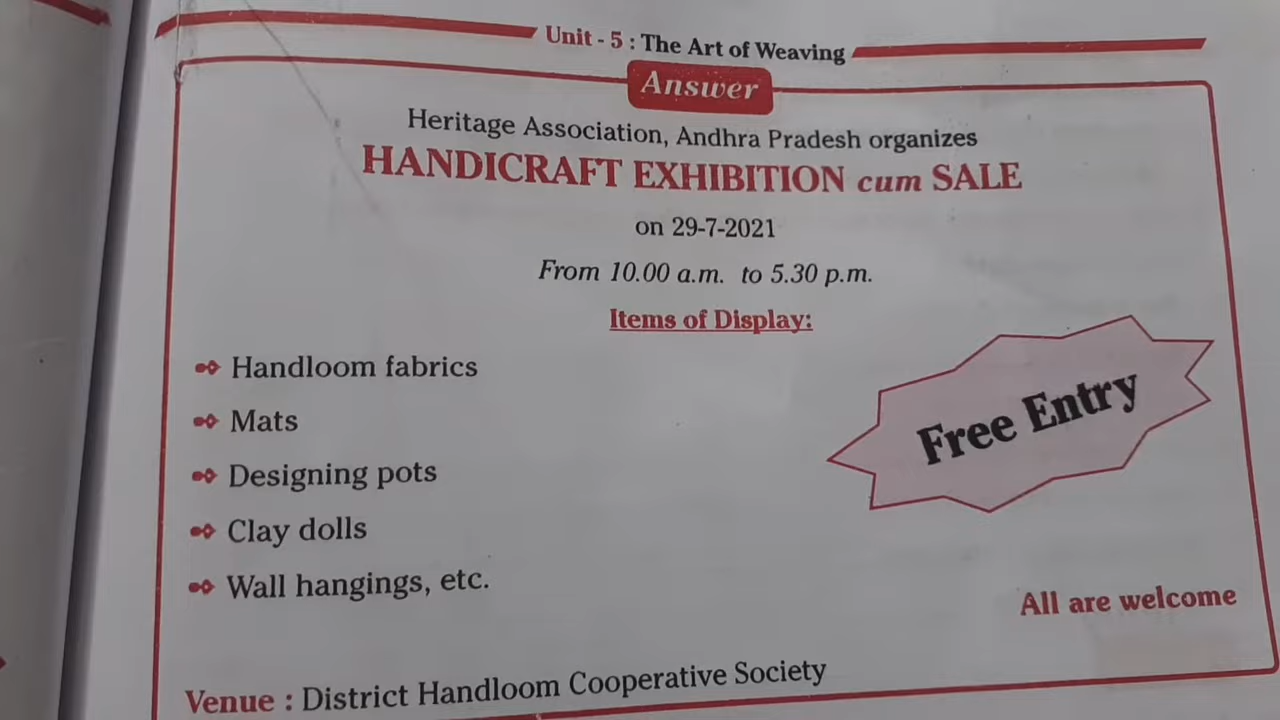 Unit - 5 : The Art of Weaving
Answer
Heritage Association, Andhra Pradesh organizes
HANDICRAFT EXHIBITION cum SALE
on 29-7-2021
From 10.00 a.m. to 5.30 p.m.
Items of Display:
Handloom fabrics
Mats
Designing pots
Clay dolls
Wall hangings, etc.
Free Entry
All are welcome
Venue : District Handloom Cooperative Society